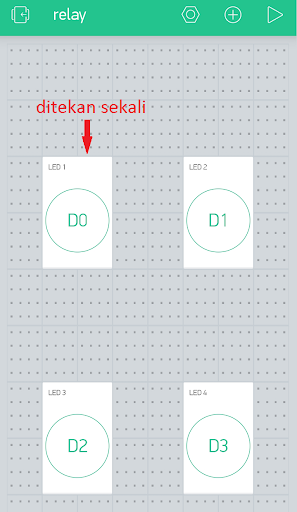 relay
ditekan sekali
LED 1
LED 2
D0
D1
LED 3
LED 4
D2
D3